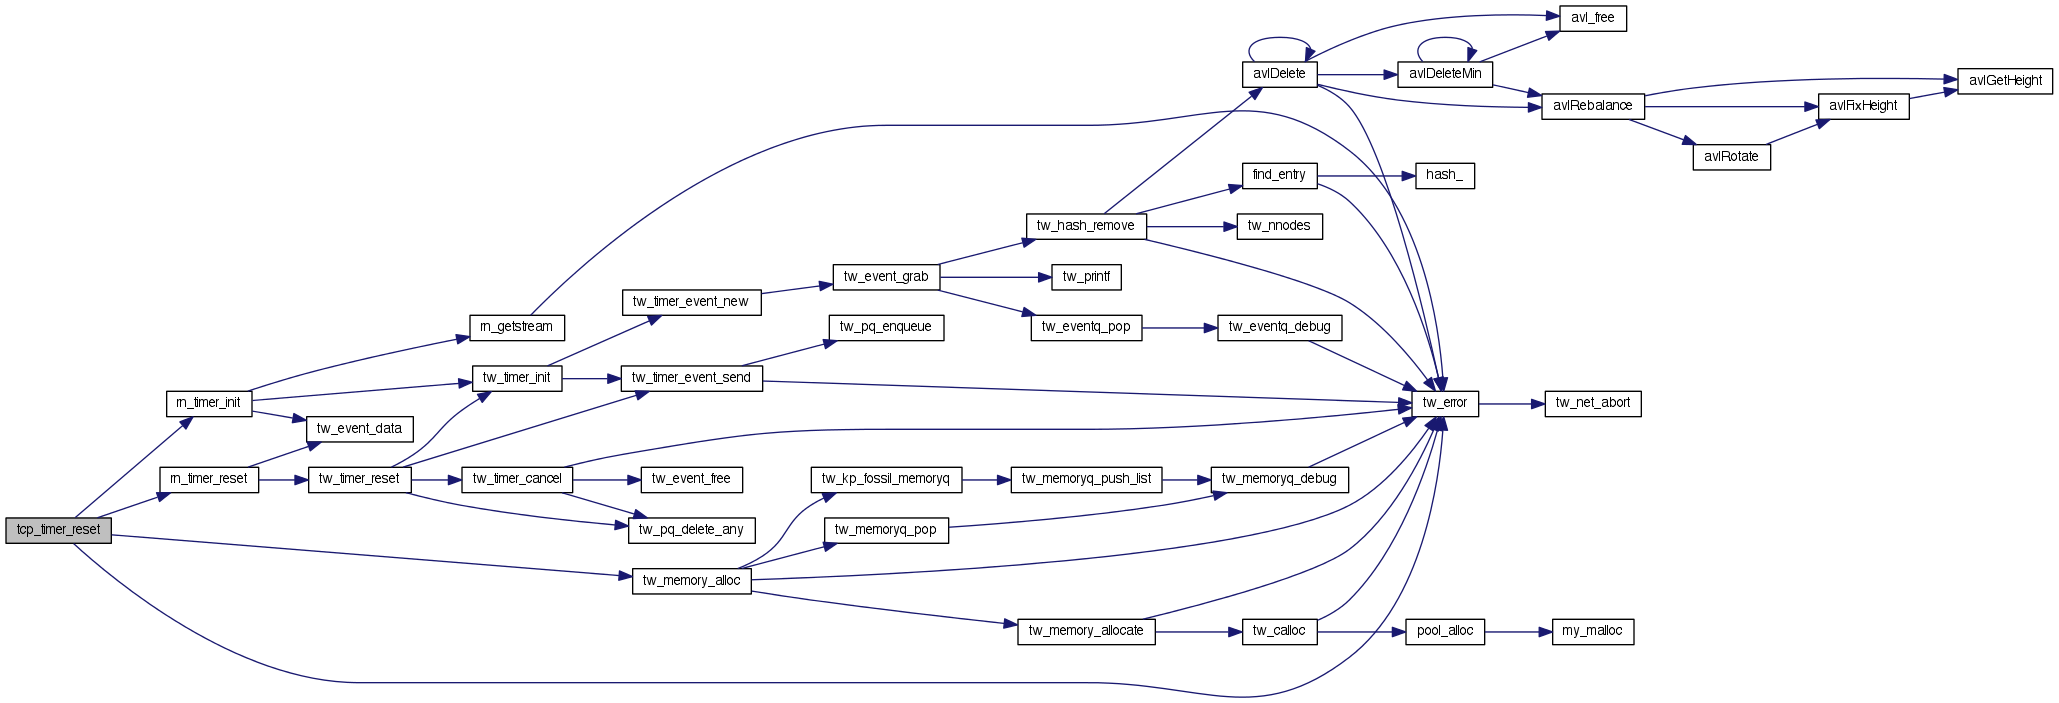 avl_free
avlDelete
avlDeleteMin
avlGetHeight
avlRebalance
avlFixHeight
avlRotate
find_entry
hash_
tw_hash_remove
tw_nnodes
tw_event_grab
tw_printf
tw_timer_event_new
rn_getstream
tw_pq_enqueue
tw_eventq_pop
tw_eventq_debug
tw_timer_init
tw_timer_event_send
rn_timer_init
tw_error
tw_net_abort
tw_event_data
rn_timer_reset
tw_timer_reset
tw_timer_cancel
tw_event_free
tw_kp_fossil_memoryq
tw_memoryq_push_list
tw_memoryq_debug
tcp_timer_reset
tw_pq_delete_any
tw_memoryq_pop
tw_memory_alloc
tw_memory_allocate
tw_calloc
pool_alloc
my_malloc